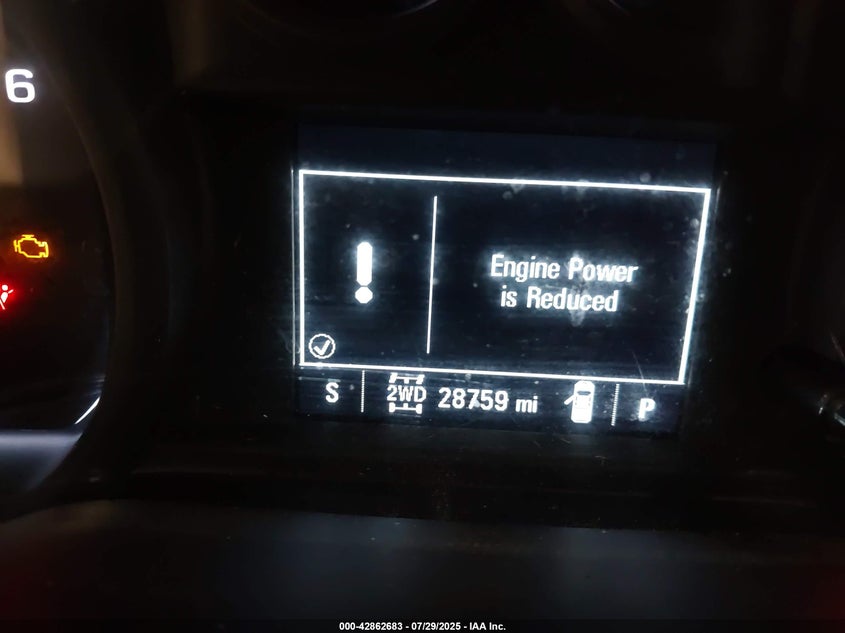 6
Engine Power
is Reduced
S 2WD 28759 mi P
000-42862683 - 07/29/2025 - IAA Inc.